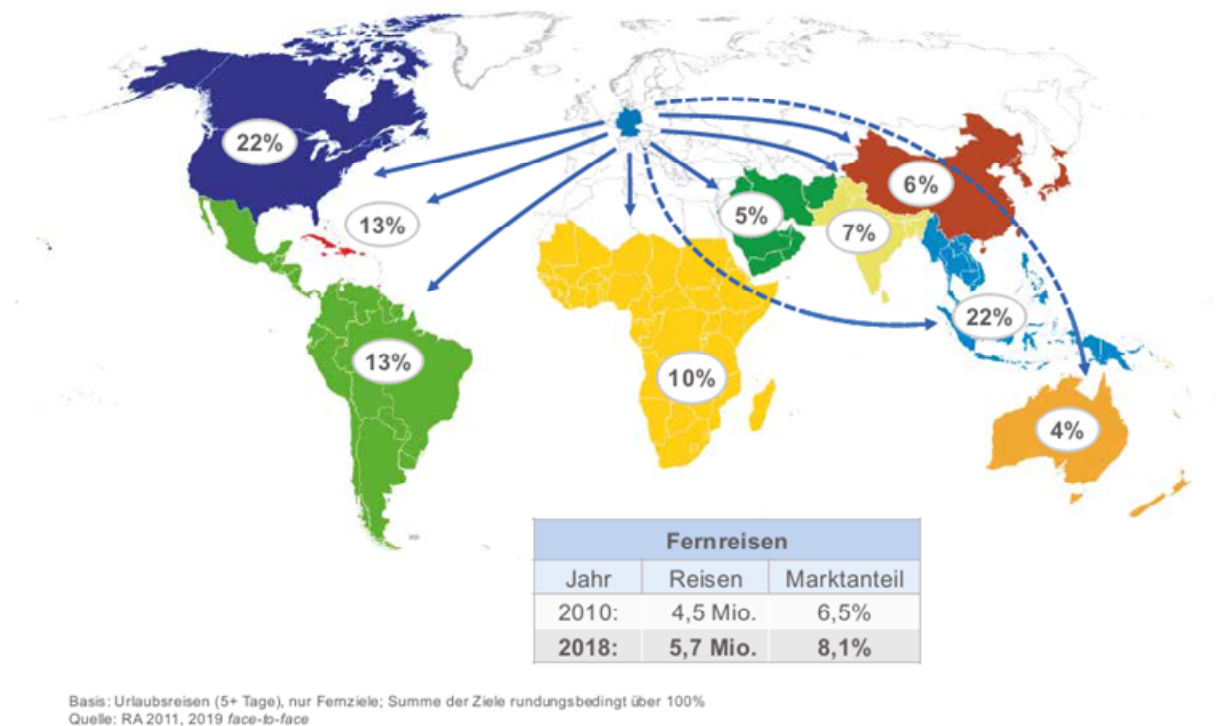 22%
13%
13%
10%
5%
7%
6%
22%
4%
Fernreisen
Jahr Reisen Marktanteil
2010: 4,5 Mio. 6,5%
2018: 5,7 Mio. 8,1%
Basis: Urlaubsreisen (5+ Tage), nur Fernziele; Summe der Ziele rundungsbedingt über 100%
Quelle: RA 2011, 2019 face-to-face